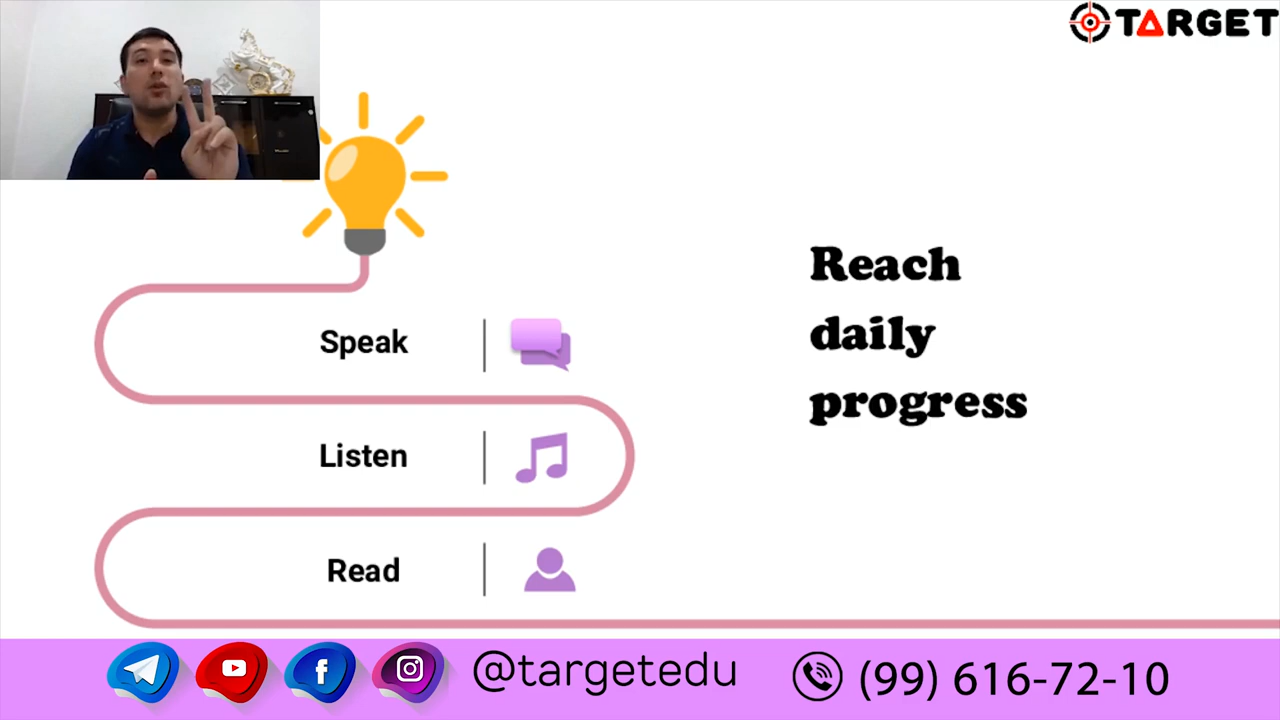 TARGET
Speak
Listen
Read
Reach
daily
progress
@targetedu
(99) 616-72-10